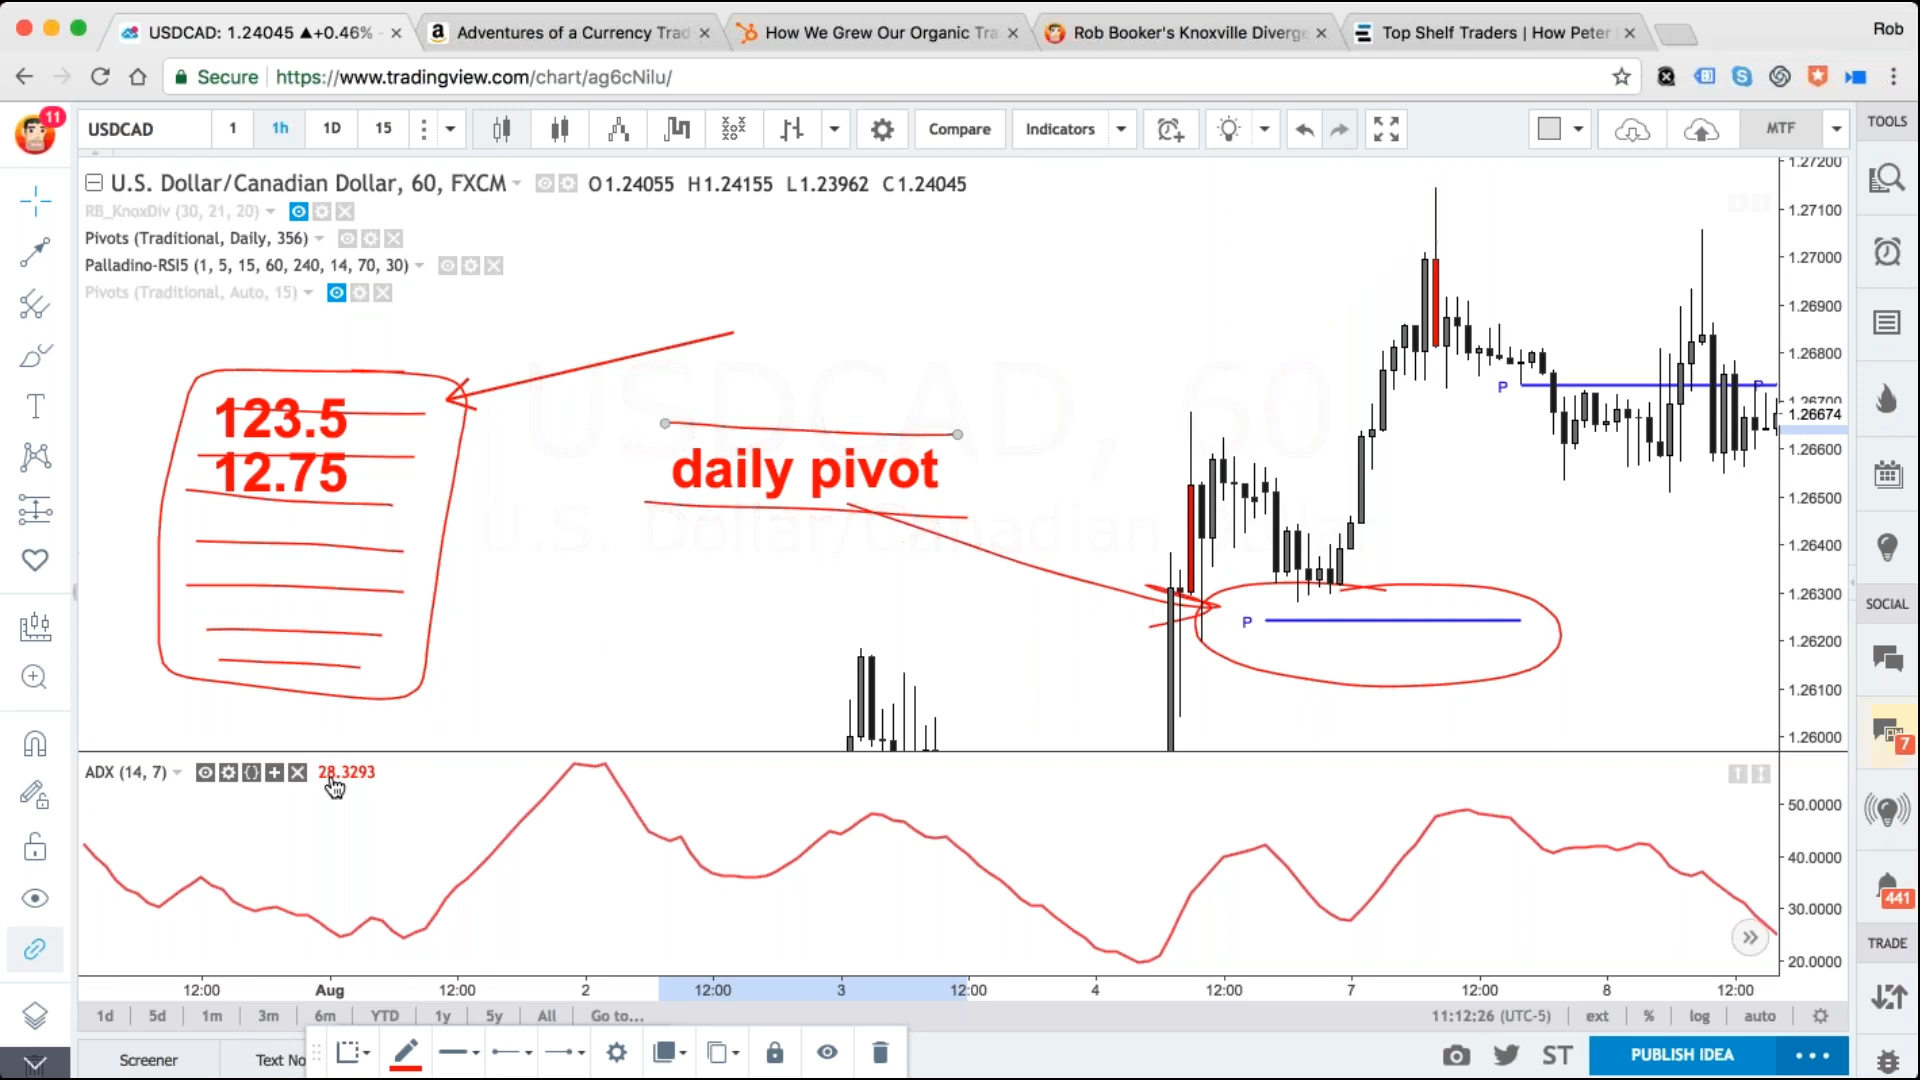 USDCAD: 1.24045 ▲+0.46% -
Adventures of a Currency Trad
How We Grew Our Organic Tra
Rob Booker's Knoxville Diverge
Top Shelf Traders | How Peter
Rob
Secure
https://www.tradingview.com/chart/ag6cNilu/
11
USDCAD 1 1h 1D 15
Compare Indicators MTF
TOOLS
U.S. Dollar/Canadian Dollar, 60, FXCM
O1.24055 H1.24155 L1.23962 C1.24045
RB_KnoxDiv (30, 21, 20)
Pivots (Traditional, Daily, 356)
Palladino-RSI5 (1, 5, 15, 60, 240, 14, 70, 30)
Pivots (Traditional, Auto, 15)
USDCAD, 60
U.S. Dollar/Canadian Dollar
123.5
12.75
daily pivot
P
P
P
1.27200
1.27100
1.27000
1.26900
1.26800
1.26700
1.26674
1.26600
1.26500
1.26400
1.26300
1.26200
1.26100
1.26000
SOCIAL
7
441
TRADE
ADX (14, 7)
28.3293
50.0000
40.0000
30.0000
20.0000
12:00 Aug 12:00 2 12:00 3 12:00 4 12:00 7 12:00 8 12:00
1d 5d 1m 3m 6m YTD 1y 5y All Go to...
11:12:26 (UTC-5) ext % log auto
Screener
Text No
ST
PUBLISH IDEA